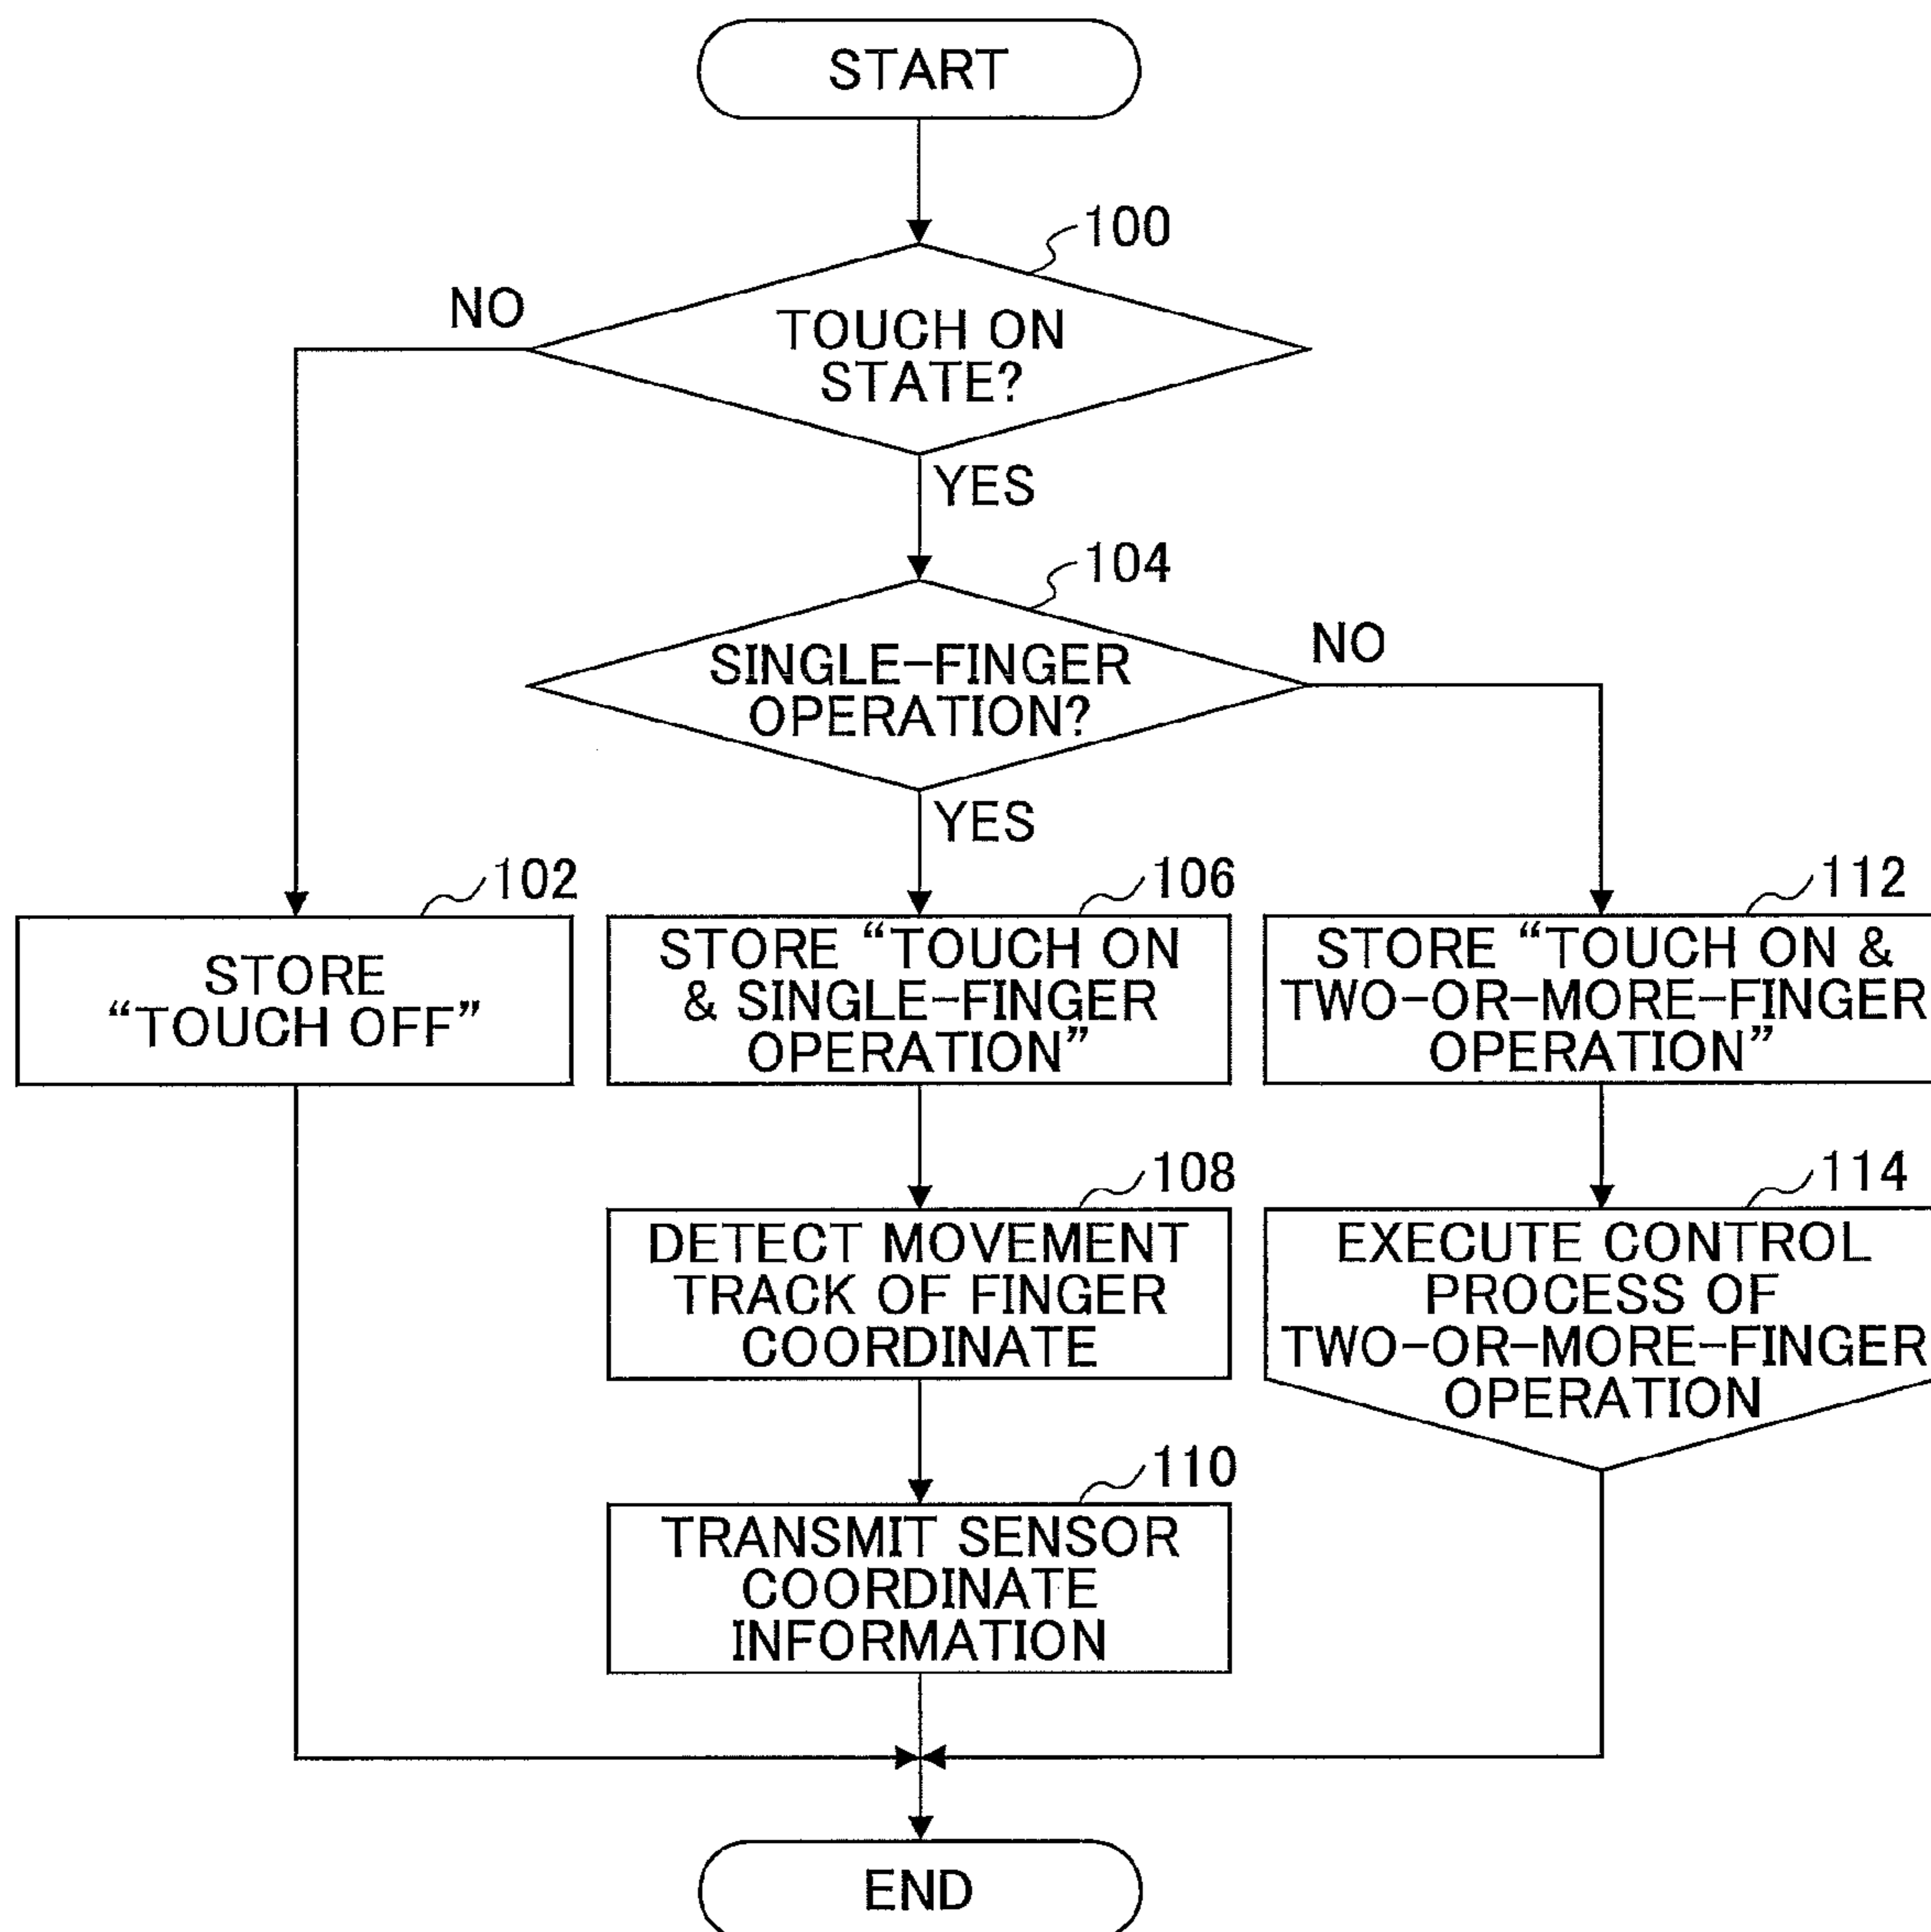 START
100
NO
TOUCH ON
STATE?
YES
104
SINGLE-FINGER
OPERATION?
NO
YES
102
STORE
“TOUCH OFF”
106
STORE “TOUCH ON
& SINGLE-FINGER
OPERATION”
112
STORE “TOUCH ON &
TWO-OR-MORE-FINGER
OPERATION”
108
DETECT MOVEMENT
TRACK OF FINGER
COORDINATE
114
EXECUTE CONTROL
PROCESS OF
TWO-OR-MORE-FINGER
OPERATION
110
TRANSMIT SENSOR
COORDINATE
INFORMATION
END